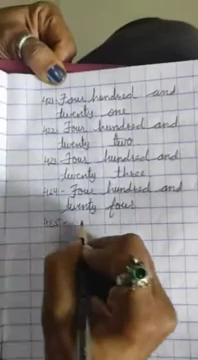 421:- Four hundred and
twenty one
422:- Four hundred and
twenty two
423:- Four hundred and
twenty three
424:- Four hundred and
twenty four
425:-